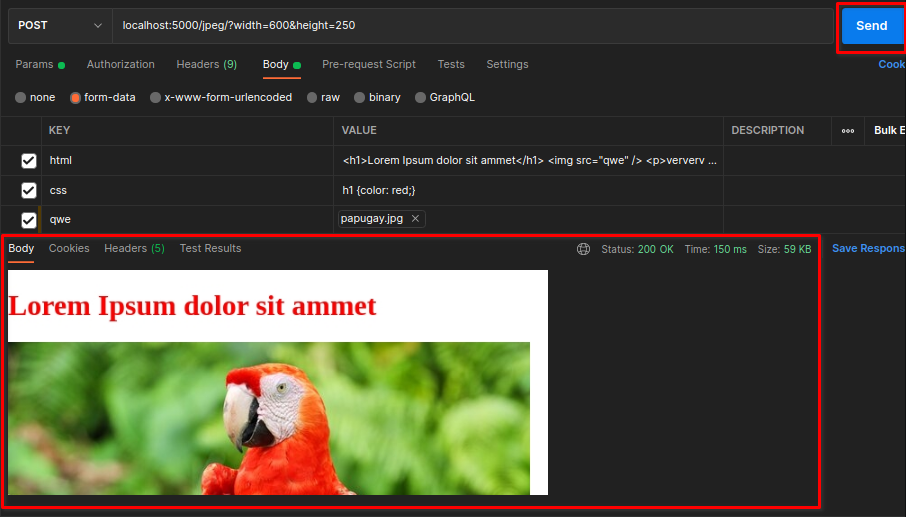 POST localhost:5000/jpeg/?width=600&height=250 Send
Params Authorization Headers (9) Body Pre-request Script Tests Settings Cook
none form-data x-www-form-urlencoded raw binary GraphQL
KEY VALUE DESCRIPTION ooo Bulk E
html <h1>Lorem Ipsum dolor sit ammet</h1> <img src="qwe" /> <p>ververv ...
css h1 {color: red;}
qwe papugay.jpg ×
Body Cookies Headers (5) Test Results Status: 200 OK Time: 150 ms Size: 59 KB Save Respons
Lorem Ipsum dolor sit ammet